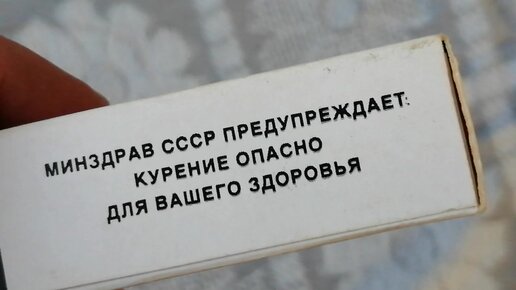 МИНЗДРАВ СССР ПРЕДУПРЕЖДАЕТ:
КУРЕНИЕ ОПАСНО
ДЛЯ ВАШЕГО ЗДОРОВЬЯ